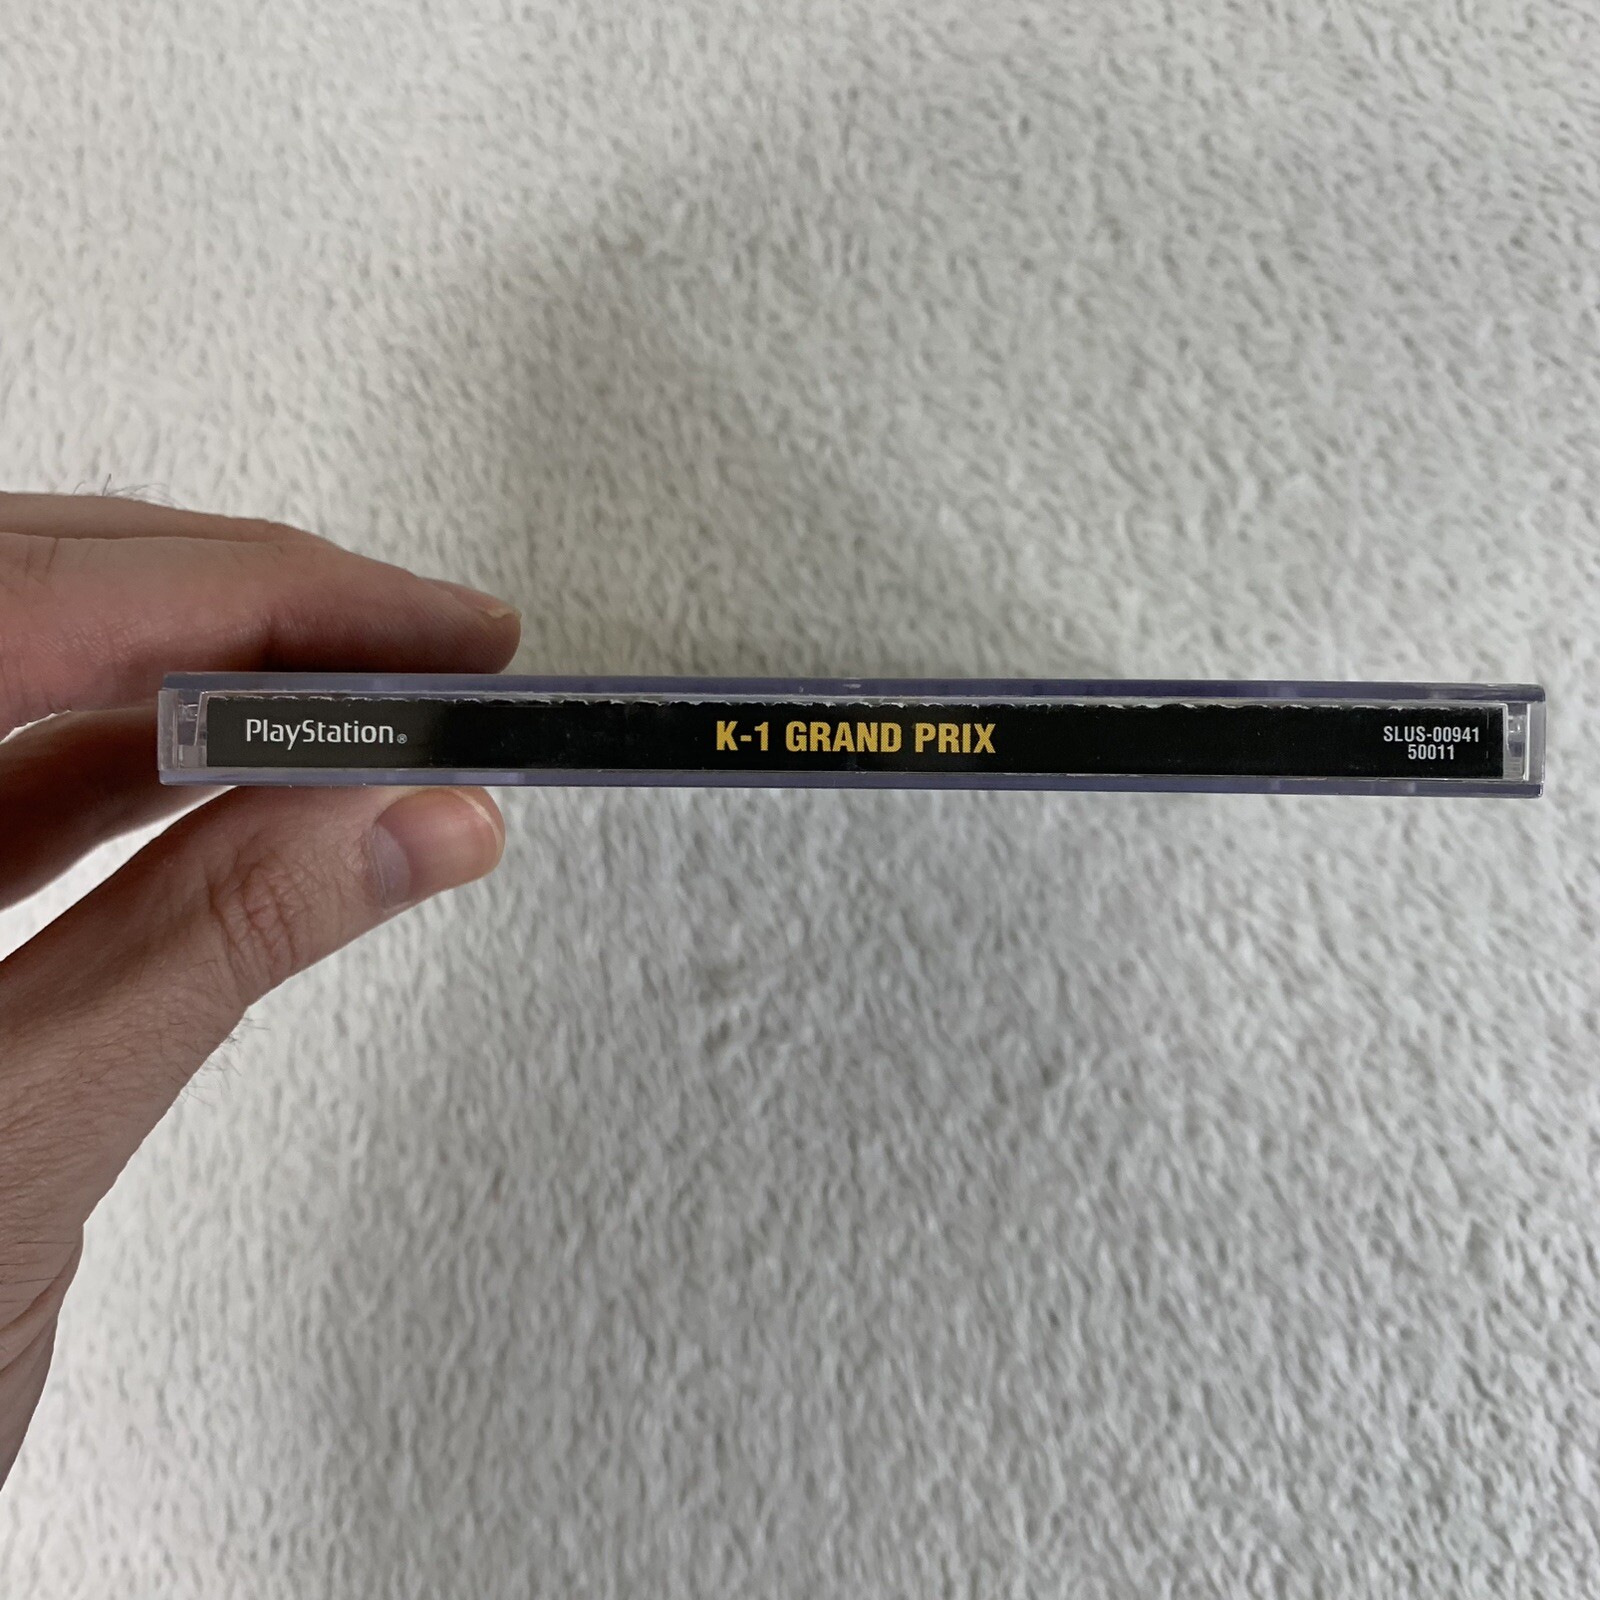 PlayStation®
K-1 GRAND PRIX
SLUS-00941
50011